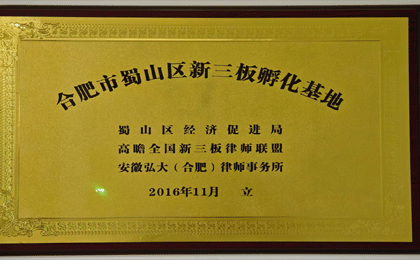 合肥市蜀山区新三板孵化基地
蜀山区经济促进局
高瞻全国新三板律师联盟
安徽弘大（合肥）律师事务所
2016年11月 立